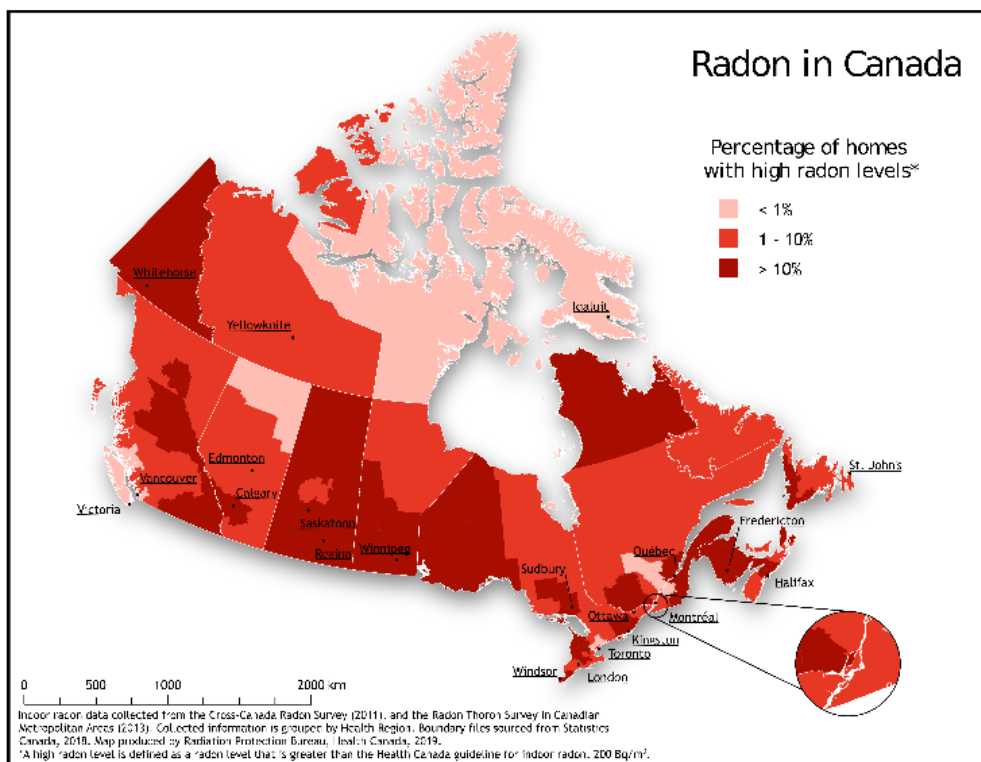 Radon in Canada
Percentage of homes
with high radon levels*
< 1%
1 - 10%
> 10%
Whitehorse
Yellowknife
Iqaluit
Edmonton
Vancouver
Calgary
Victoria
Saskatoon
Regina
Winnipeg
St. John's
Fredericton
Québec
Sudbury
Halifax
Ottawa
Montréal
Kingston
Toronto
Windsor
London
0 500 1000 2000 km
Indoor radon data collected from the Cross-Canada Radon Survey (2011), and the Radon Thoron Survey in Canadian
Metropolitan Areas (2013). Collected information is grouped by Health Region. Boundary files sourced from Statistics
Canada, 2018. Map produced by Radiation Protection Bureau, Health Canada, 2019.
*A high radon level is defined as a radon level that is greater than the Health Canada guideline for indoor radon, 200 Bq/m³.